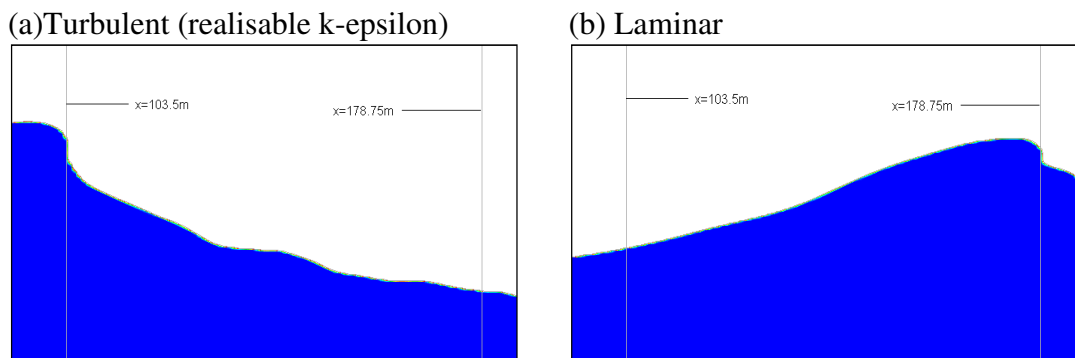 (a)Turbulent (realisable k-epsilon)
x=103.5m
x=178.75m
(b) Laminar
x=103.5m
x=178.75m